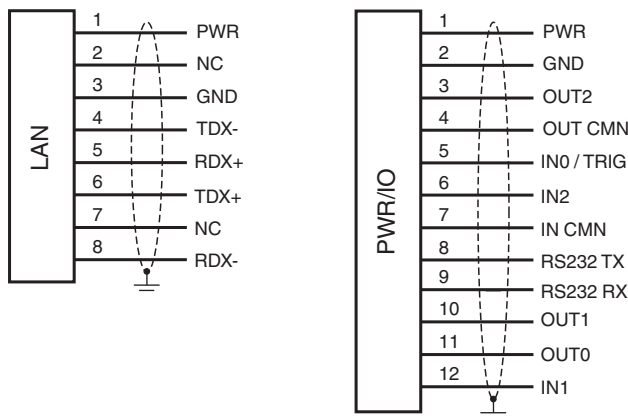 LAN
1 PWR
2 NC
3 GND
4 TDX-
5 RDX+
6 TDX+
7 NC
8 RDX-
PWR/IO
1 PWR
2 GND
3 OUT2
4 OUT CMN
5 IN0 / TRIG
6 IN2
7 IN CMN
8 RS232 TX
9 RS232 RX
10 OUT1
11 OUT0
12 IN1